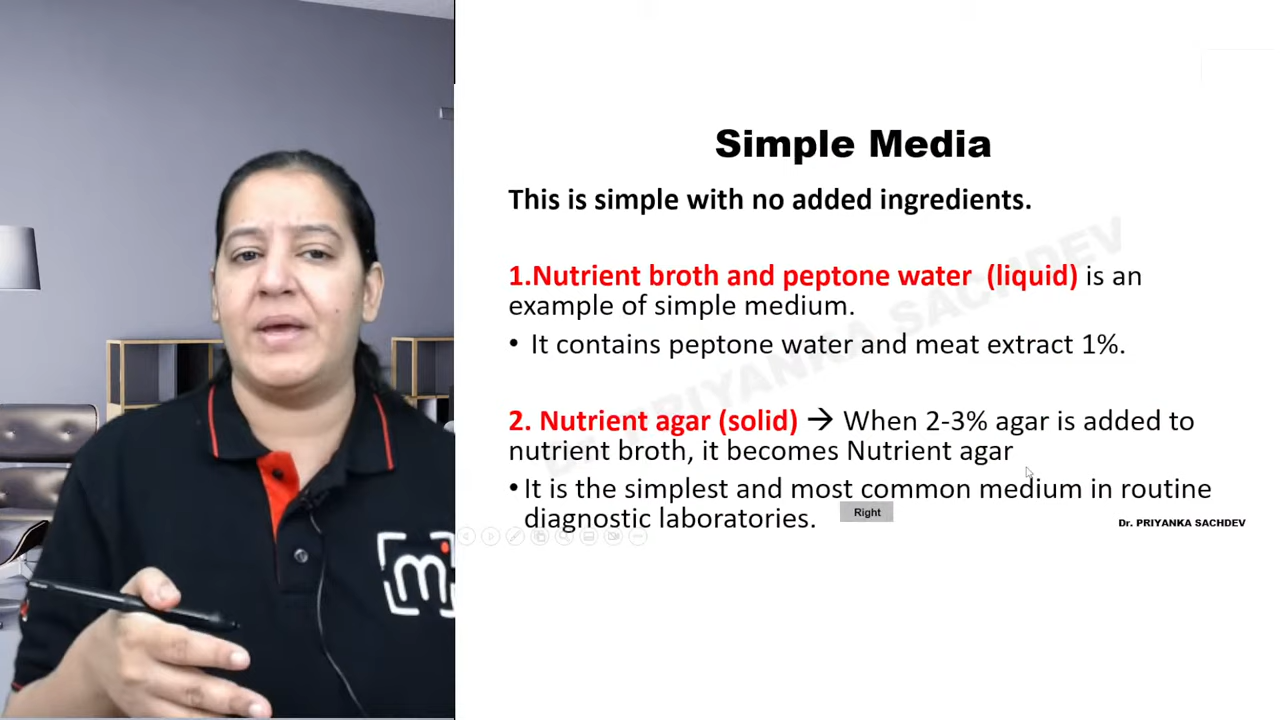 Simple Media
This is simple with no added ingredients.
1.Nutrient broth and peptone water (liquid) is an
example of simple medium.
• It contains peptone water and meat extract 1%.
2. Nutrient agar (solid) → When 2-3% agar is added to
nutrient broth, it becomes Nutrient agar
• It is the simplest and most common medium in routine
diagnostic laboratories.
Right
Dr. PRIYANKA SACHDEV
DR. PRIYANKA SACHDEV
m